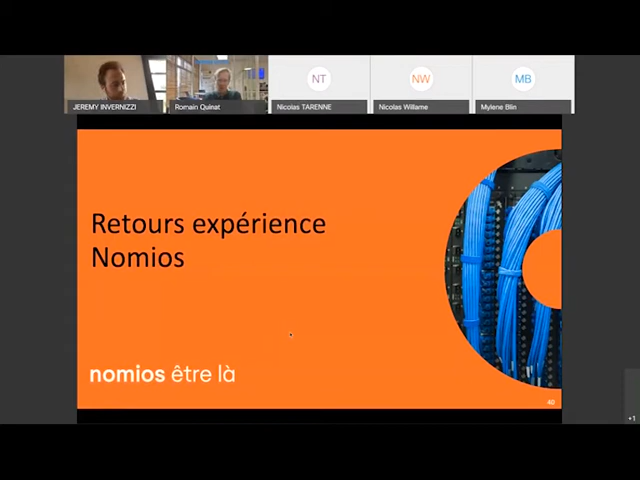 NT
NW
MB
JEREMY INVERNIZZI
Romain Quinat
Nicolas TARENNE
Nicolas Willame
Mylene Blin
Retours expérience
Nomios
nomios être là
40
+1